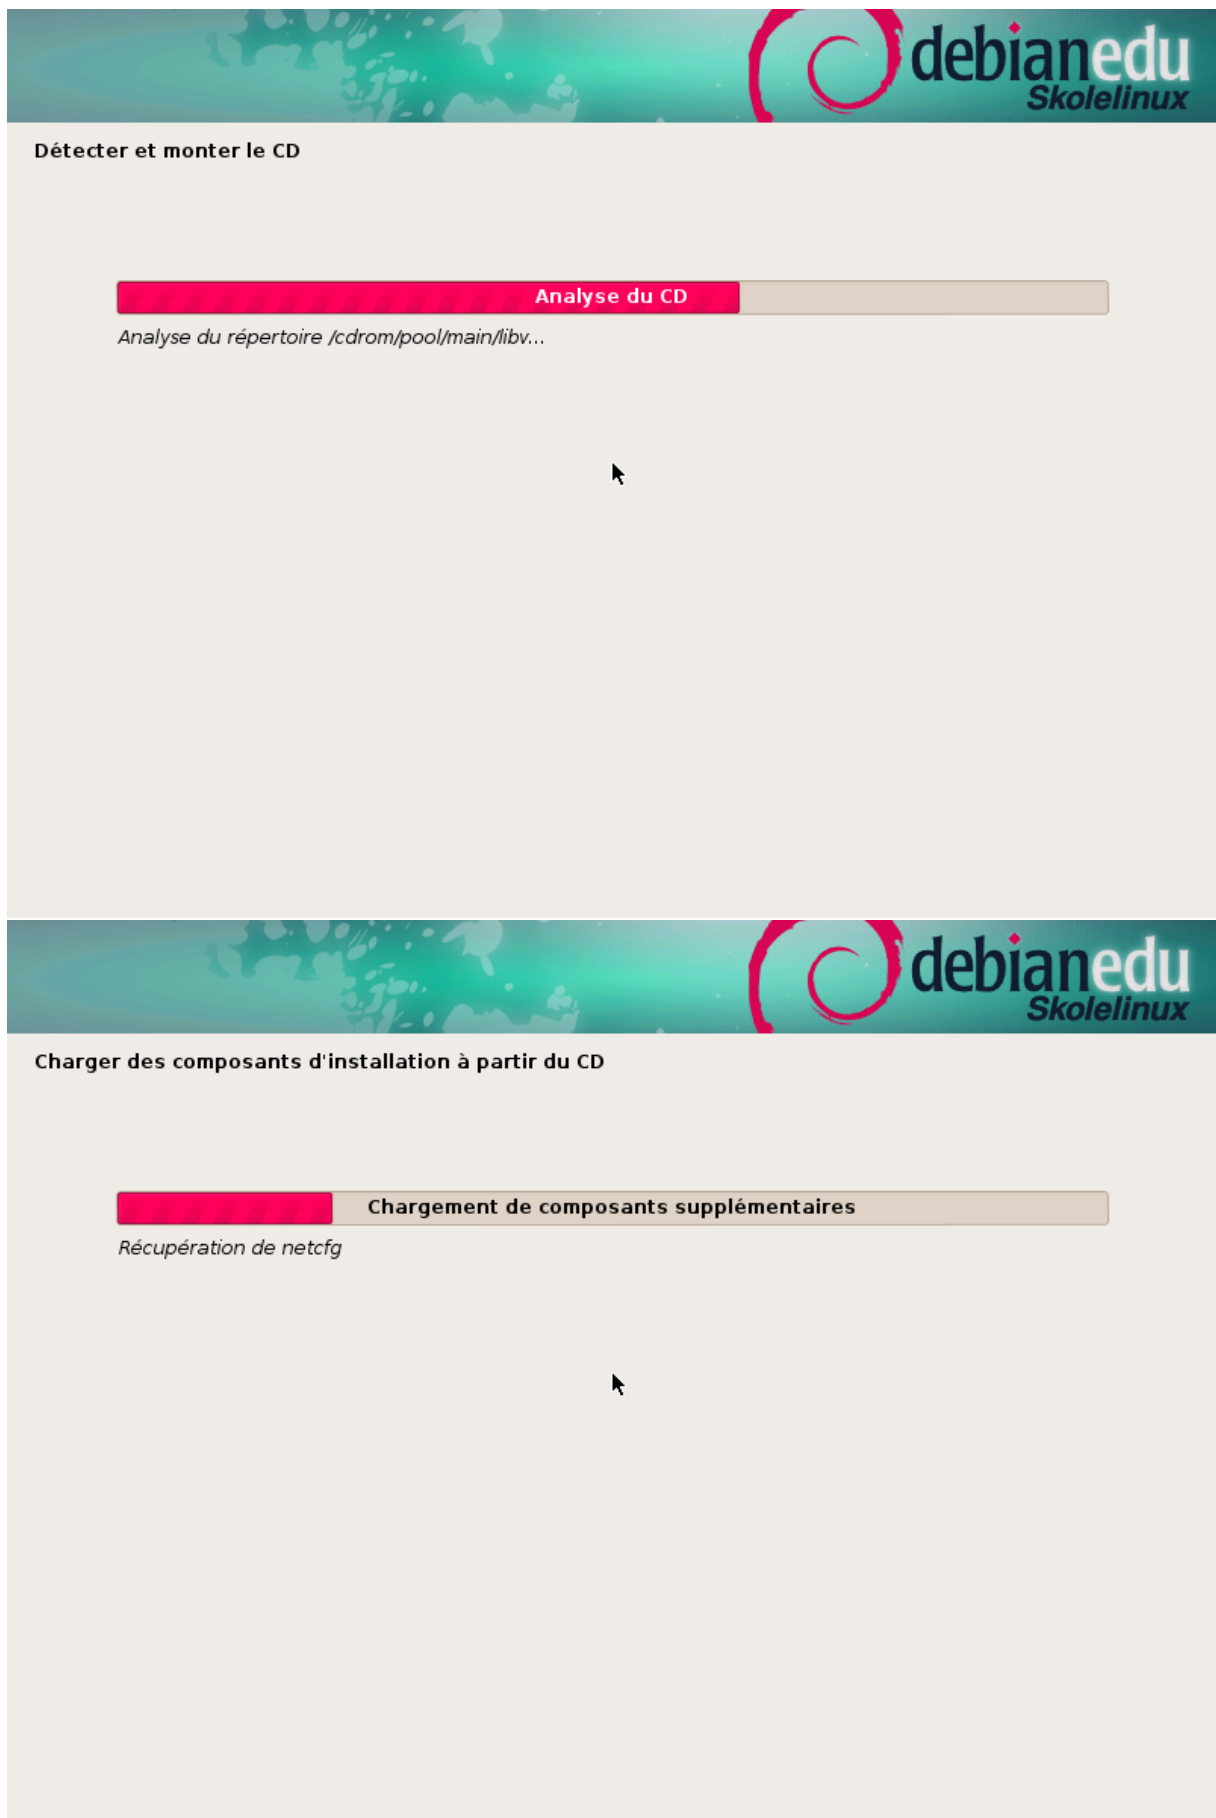 debianedu
Skolelinux
Détecter et monter le CD
Analyse du CD
Analyse du répertoire /cdrom/pool/main/libv...
debianedu
Skolelinux
Charger des composants d'installation à partir du CD
Chargement de composants supplémentaires
Récupération de netcfg